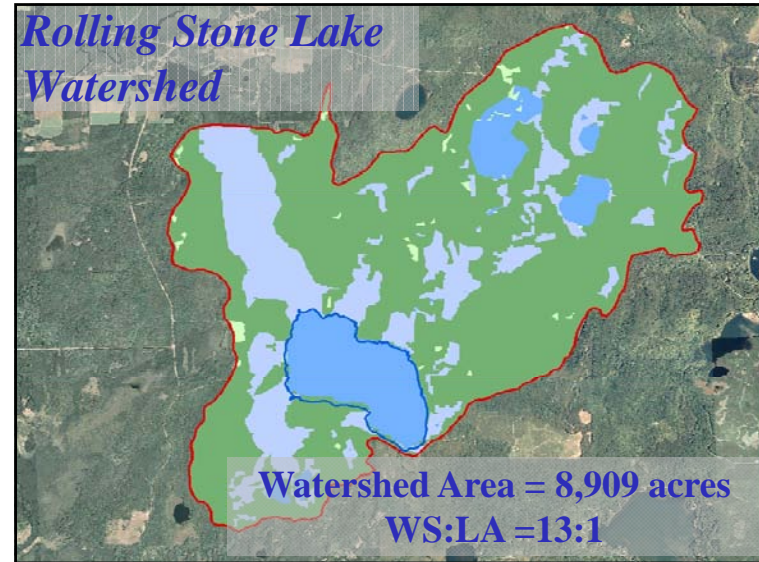 Rolling Stone Lake
Watershed
Watershed Area = 8,909 acres
WS:LA =13:1